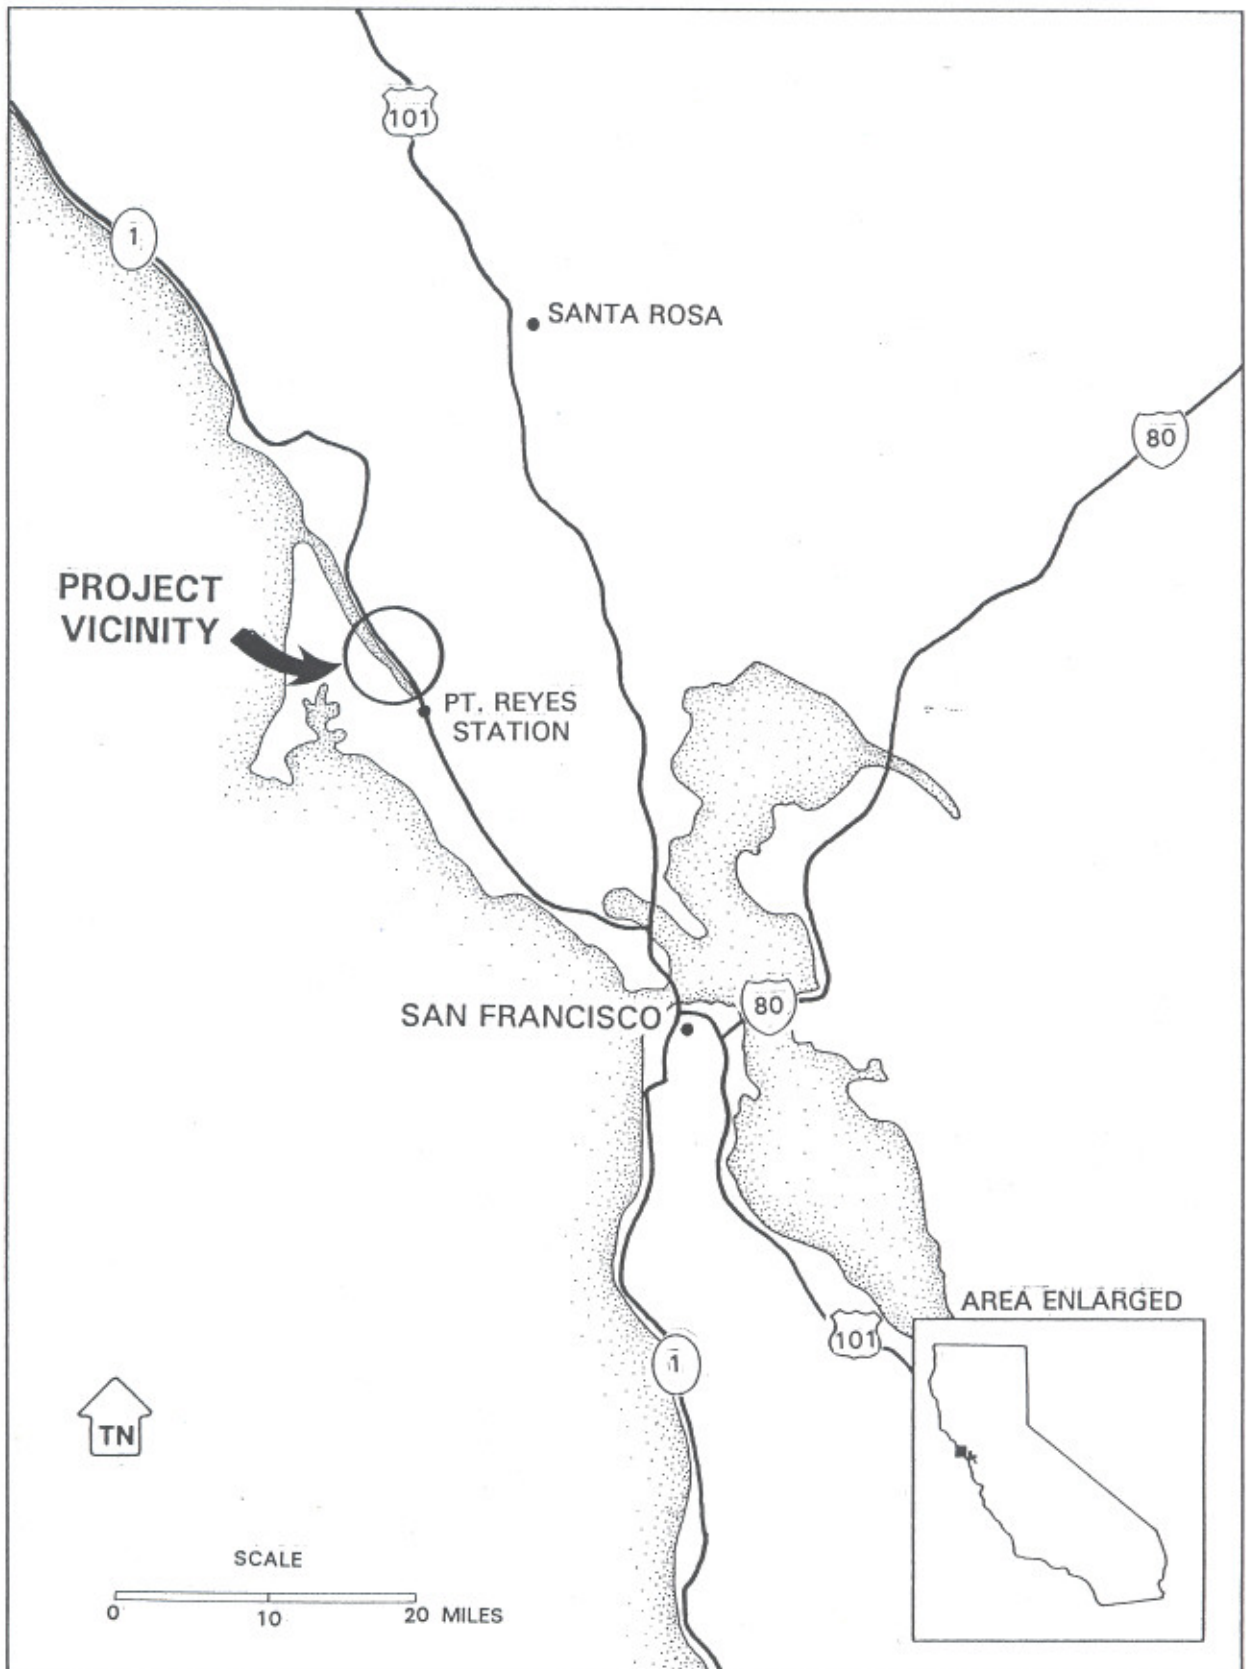 101
1
SANTA ROSA
80
PROJECT
VICINITY
PT. REYES
STATION
SAN FRANCISCO
80
AREA ENLARGED
101
1
TN
SCALE
0 10 20 MILES